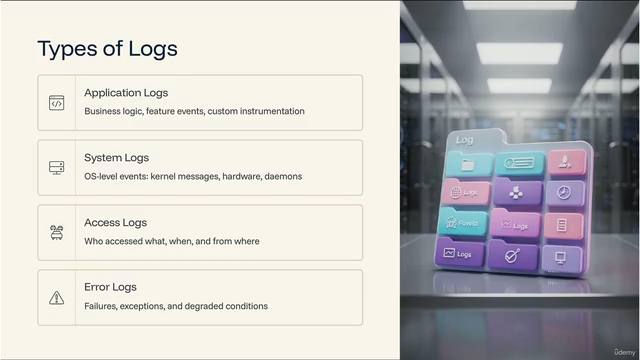 Types of Logs
Application Logs
Business logic, feature events, custom instrumentation
System Logs
OS-level events: kernel messages, hardware, daemons
Access Logs
Who accessed what, when, and from where
Error Logs
Failures, exceptions, and degraded conditions
Log
Logs
Logs
Logs
udemy